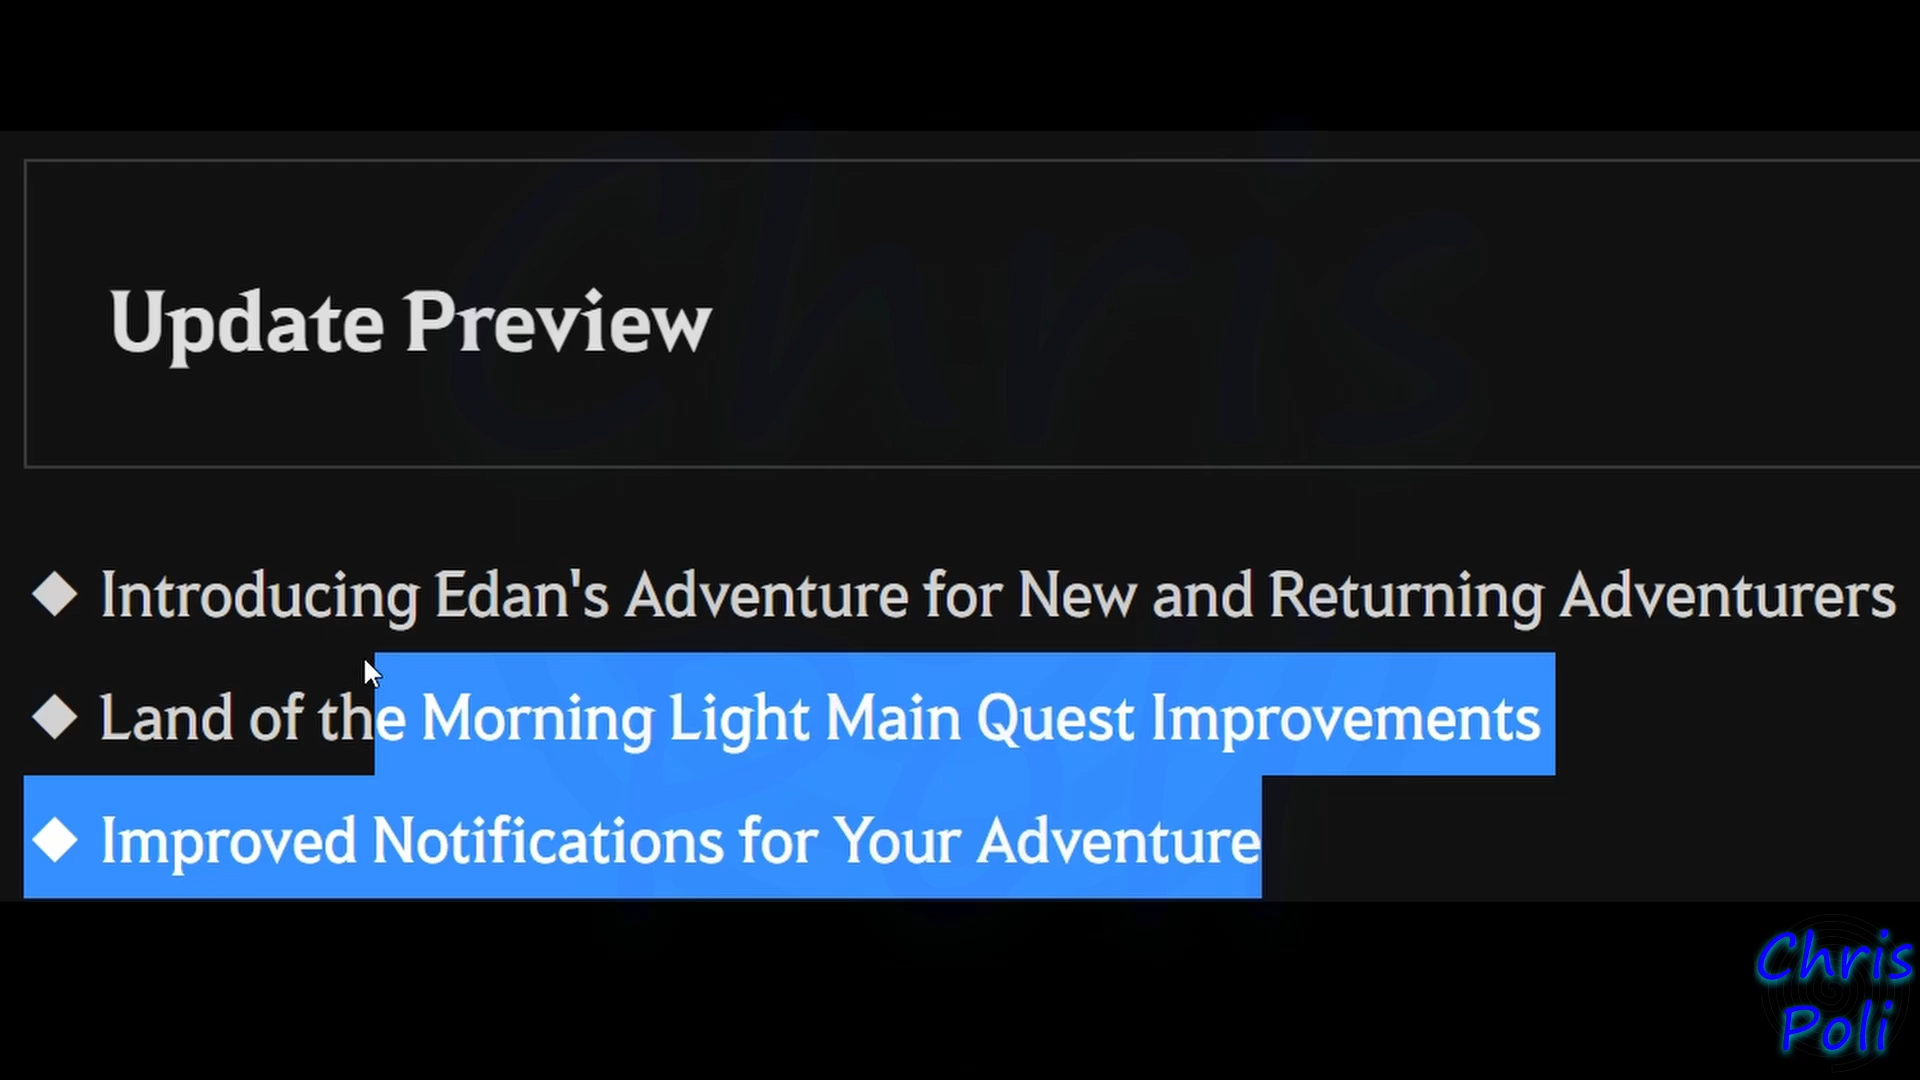 Update Preview
◆ Introducing Edan's Adventure for New and Returning Adventurers
◆ Land of the Morning Light Main Quest Improvements
◆ Improved Notifications for Your Adventure
Chris
Poli